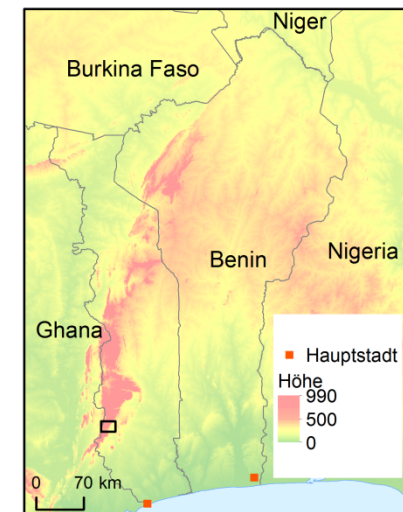 Niger
Burkina Faso
Benin
Nigeria
Ghana
Hauptstadt
Höhe
990
500
0
0 70 km